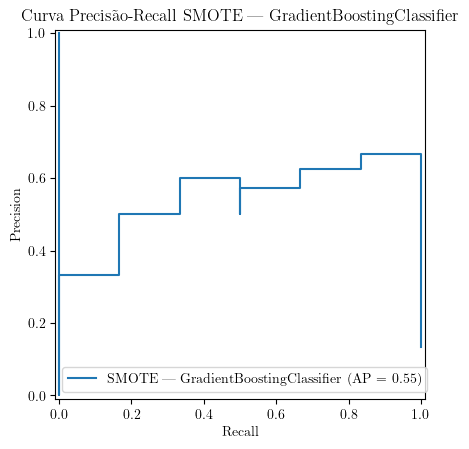 Curva Precisão-Recall SMOTE — GradientBoostingClassifier
1.0
0.8
0.6
0.4
0.2
0.0
Precision
SMOTE — GradientBoostingClassifier (AP = 0.55)
0.0 0.2 0.4 0.6 0.8 1.0
Recall